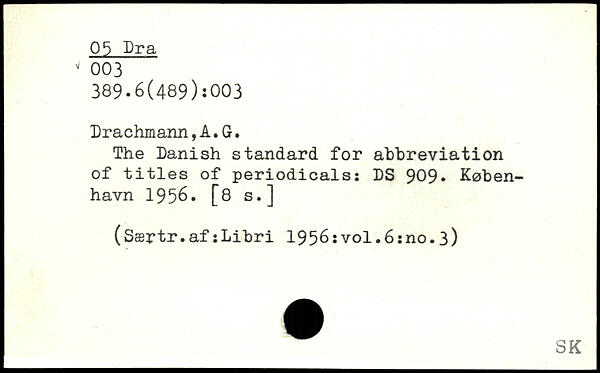 05 Dra
√ 003
389.6(489):003
Drachmann,A.G.
The Danish standard for abbreviation
of titles of periodicals: DS 909. Køben-
havn 1956. [8 s.]
(Særtr.af:Libri 1956:vol.6:no.3)
SK